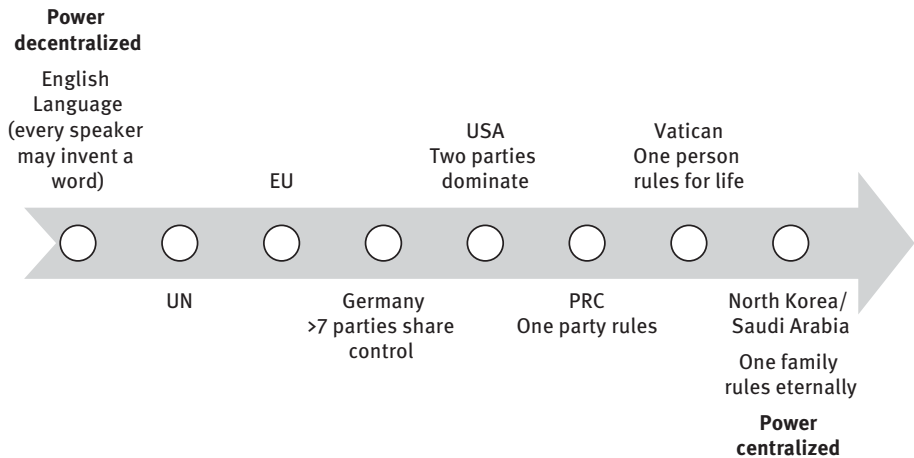 Power
decentralized
English
Language
(every speaker
may invent a
word)
UN
EU
Germany
>7 parties share
control
USA
Two parties
dominate
PRC
One party rules
Vatican
One person
rules for life
North Korea/
Saudi Arabia
One family
rules eternally
Power
centralized